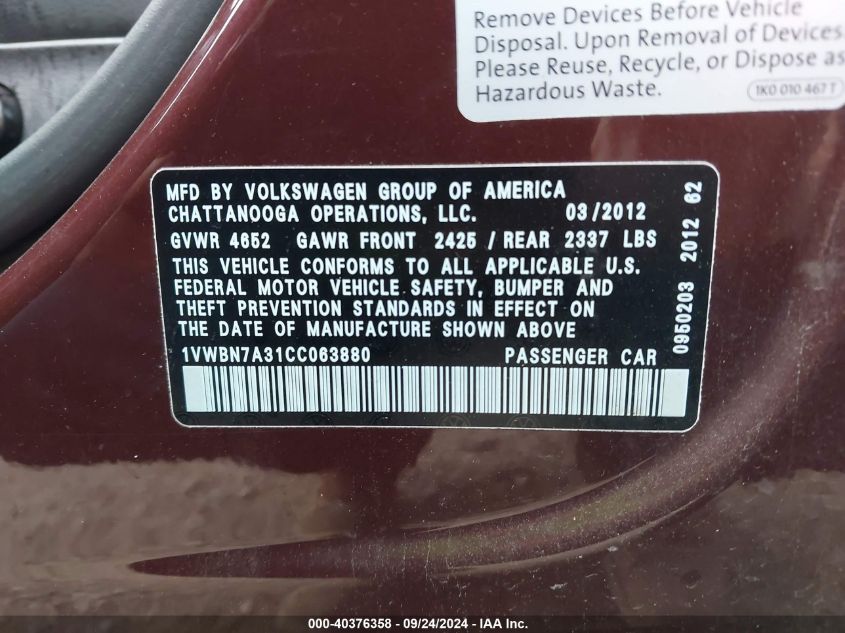 Remove Devices Before Vehicle
Disposal. Upon Removal of Devices
Please Reuse, Recycle, or Dispose as
Hazardous Waste.
1K0 010 467 T
MFD BY VOLKSWAGEN GROUP OF AMERICA
CHATTANOOGA OPERATIONS, LLC. 03/2012
GVWR 4652 GAWR FRONT 2425 / REAR 2337 LBS
THIS VEHICLE CONFORMS TO ALL APPLICABLE U.S.
FEDERAL MOTOR VEHICLE SAFETY, BUMPER AND
THEFT PREVENTION STANDARDS IN EFFECT ON
THE DATE OF MANUFACTURE SHOWN ABOVE
1VWBN7A31CC063880 PASSENGER CAR
0950203 2012 62
000-40376358 - 09/24/2024 - IAA Inc.